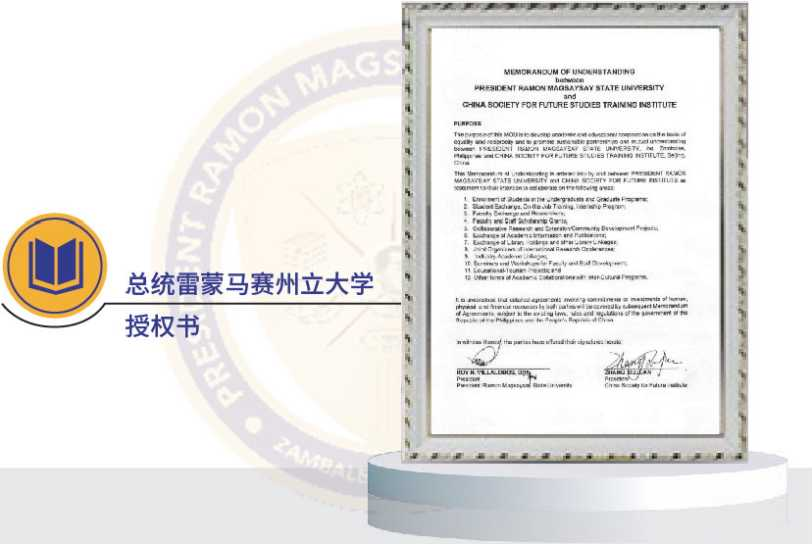 总统雷蒙马赛州立大学
授权书
PRESIDENT RAMON MAGS
ZAMBALE
MEMORANDUM OF UNDERSTANDING
between
PRESIDENT RAMON MAGSAYSAY STATE UNIVERSITY
and
CHINA SOCIETY FOR FUTURE STUDIES TRAINING INSTITUTE
PURPOSE
The purpose of this MOU is to develop academic and educational cooperation on the basis of
equality and reciprocity and to promote sustainable partnerships and mutual understanding
between PRESIDENT RAMON MAGSAYSAY STATE UNIVERSITY, Zambales,
Philippines and CHINA SOCIETY FOR FUTURE STUDIES TRAINING INSTITUTE, Beijing,
China.
This Memorandum of Understanding is entered into by and between PRESIDENT RAMON
MAGSAYSAY STATE UNIVERSITY and CHINA SOCIETY FOR FUTURE INSTITUTE as
testament to their intention to collaborate on the following areas:
1. Enrolment of Students in the Undergraduate and Graduate Programs;
2. Student Exchange, On the Job Training, Internship Program;
3. Faculty Exchange and Researchers;
4. Faculty and Staff Scholarship Grants;
5. Collaborative Research and Extension/Community Development Projects;
6. Exchange of Academic Information and Publications;
7. Exchange of Library Holdings and other Library Linkages;
8. Joint Organizers of International Research Conferences;
9. Industry-Academe Linkages;
10. Seminars and Workshops for Faculty and Staff Development;
11. Educational Tourism Projects; and
12. Other forms of Academic Collaborations with Inter-Cultural Programs.
It is understood that detailed agreements involving commitments or investments of human,
physical and financial resources by both parties will be covered by subsequent Memorandum
of Agreements, subject to the existing laws, rules and regulations of the government of the
Republic of the Philippines and the People's Republic of China.
In witness thereof, the parties have affixed their signatures hereto:
ROY N. VILLALOBOS,
President
President Ramon Magsaysay State University
ZHANG
President
China Society for Future Institute